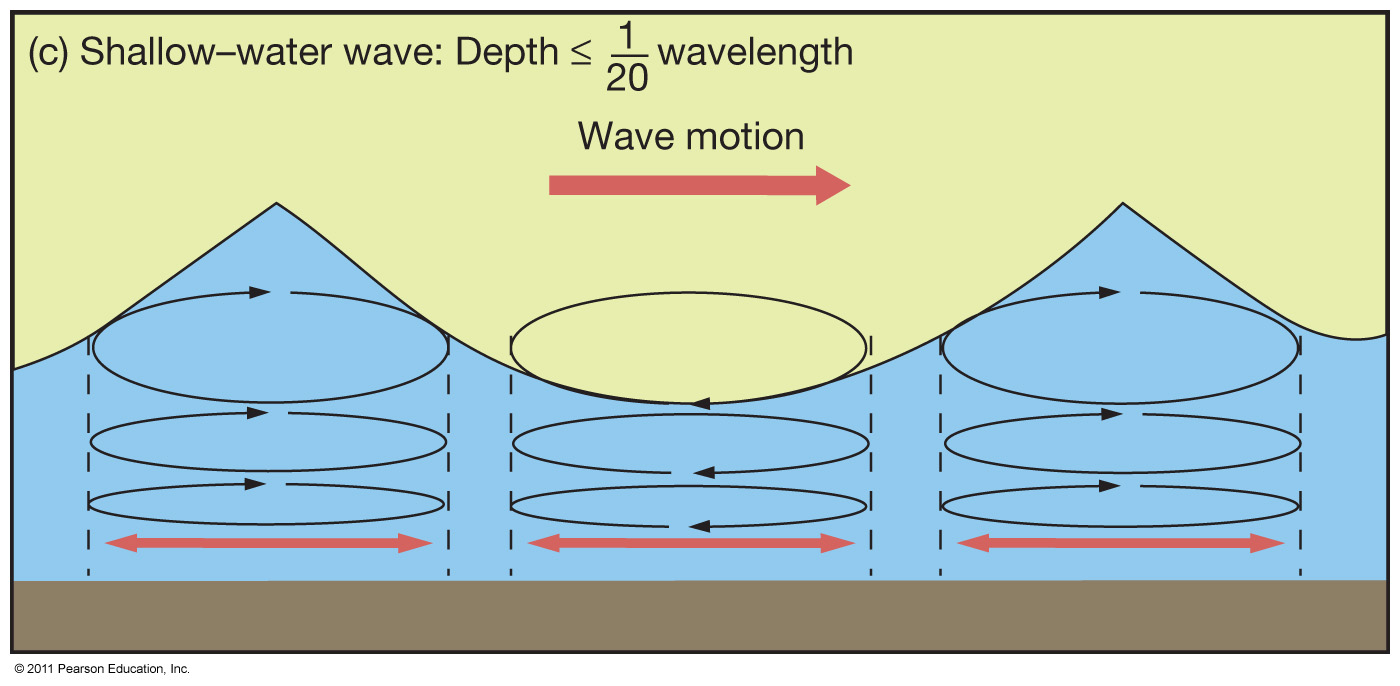 (c) Shallow–water wave: Depth ≤ 1/20 wavelength
Wave motion
© 2011 Pearson Education, Inc.